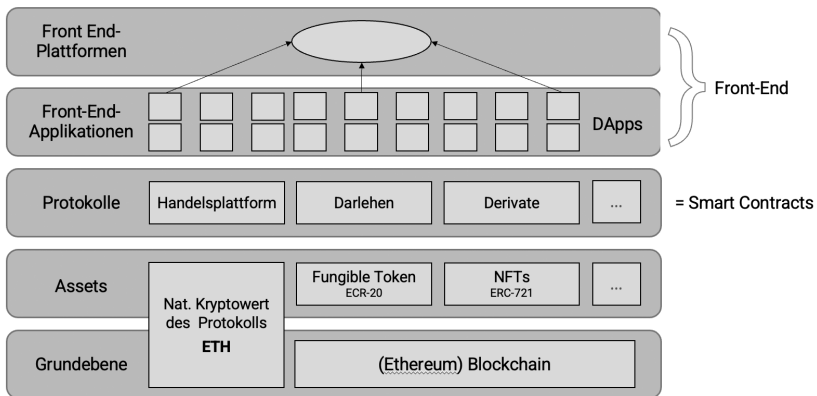 Front End-
Plattformen
Front-End
Front-End-
Applikationen
DApps
Protokolle
Handelsplattform
Darlehen
Derivate
...
= Smart Contracts
Assets
Nat. Kryptowert
des Protokolls
ETH
Fungible Token
ECR-20
NFTs
ERC-721
...
Grundebene
(Ethereum) Blockchain